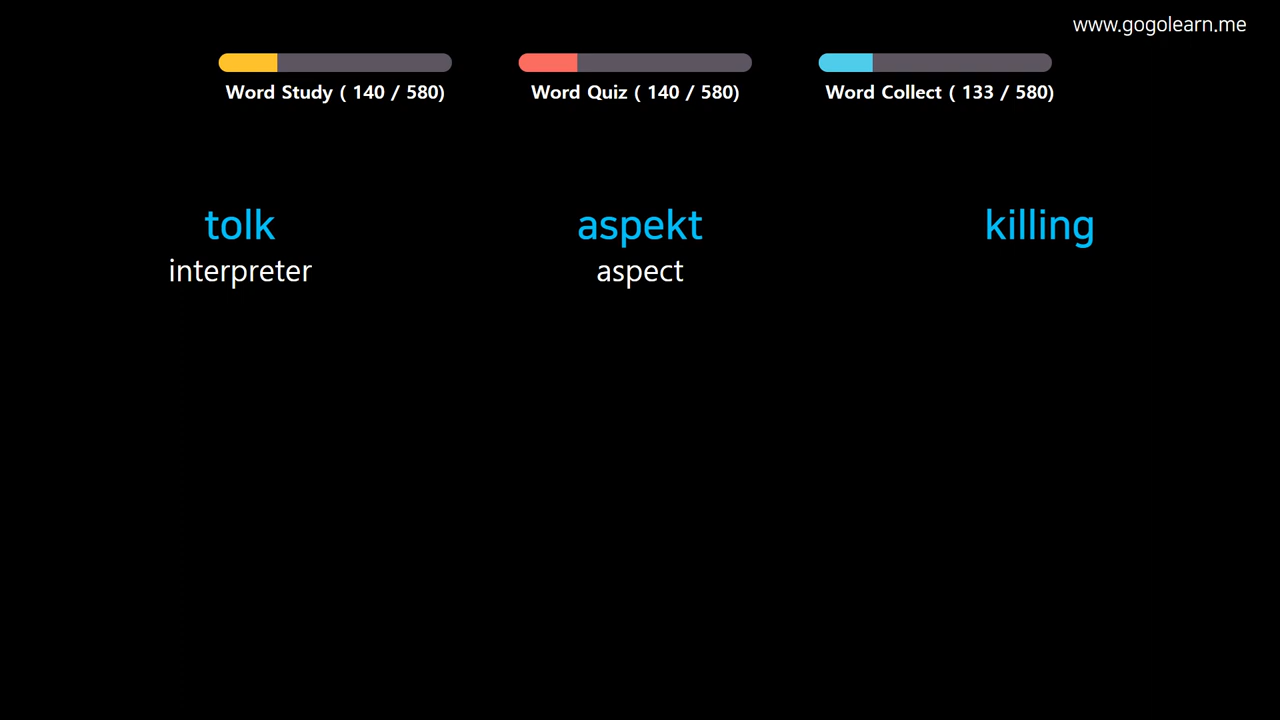 www.gogolearn.me
Word Study ( 140 / 580)
Word Quiz ( 140 / 580)
Word Collect ( 133 / 580)
tolk
aspekt
killing
interpreter
aspect